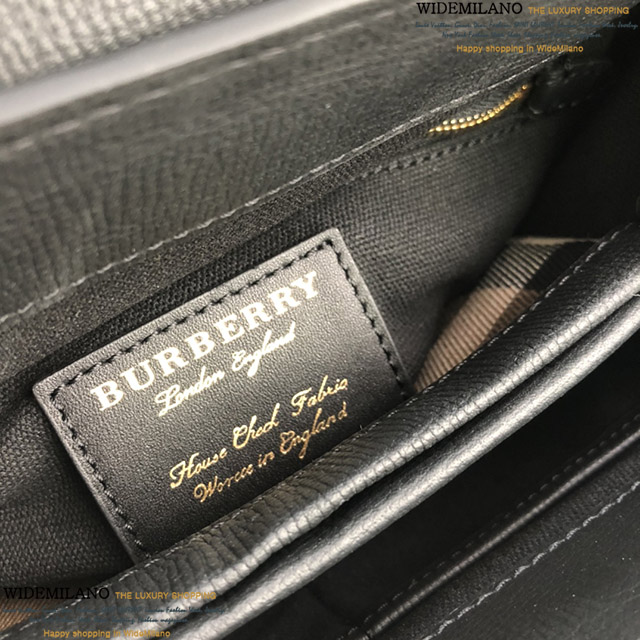 WIDEMILANO THE LUXURY SHOPPING
Happy shopping in WideMilano
BURBERRY
London England
House Check Fabric
Woven in England
WIDEMILANO THE LUXURY SHOPPING
Happy shopping in WideMilano